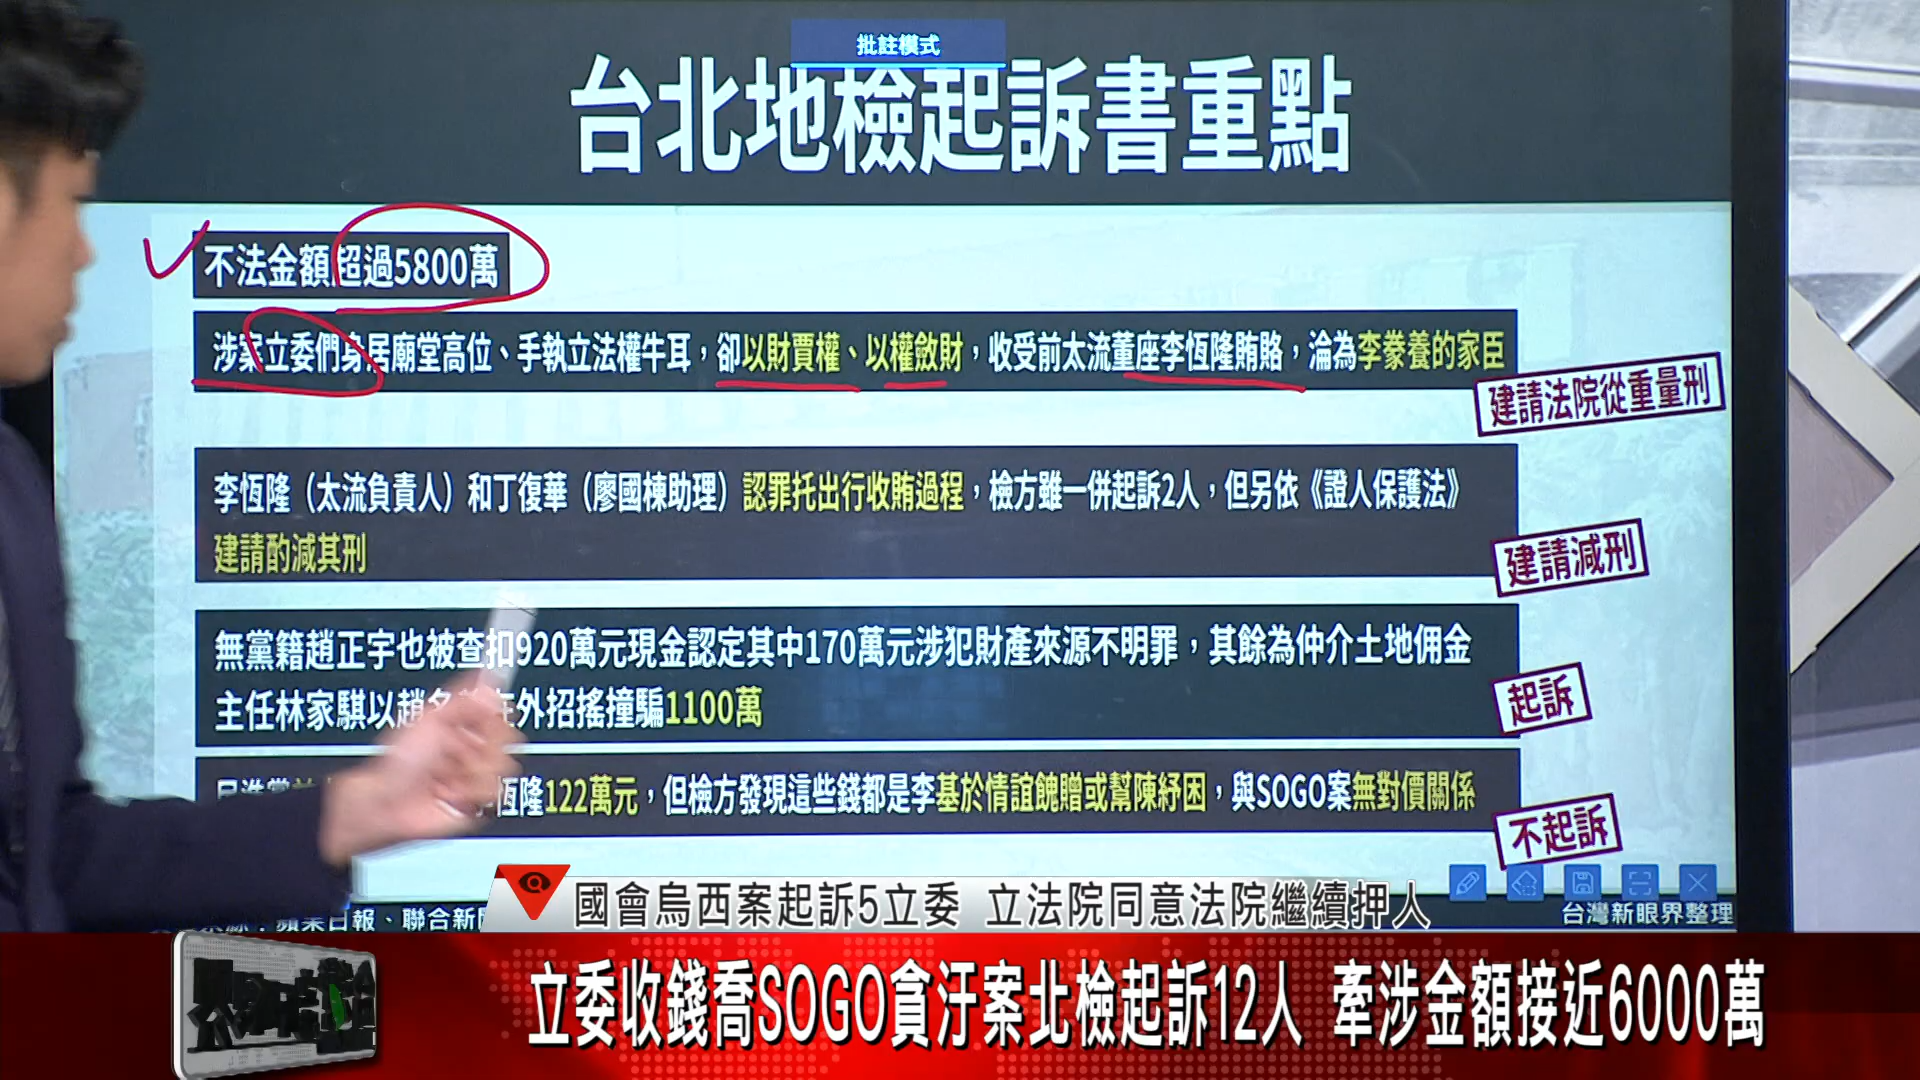 批註模式
台北地檢起訴書重點
不法金額超過5800萬
涉案立委們身居廟堂高位、手執立法權牛耳，卻以財賈權、以權斂財，收受前太流董座李恆隆賄賂，淪為李豢養的家臣
建請法院從重量刑
李恆隆（太流負責人）和丁復華（廖國棟助理）認罪托出行收賄過程，檢方雖一併起訴2人，但另依《證人保護法》
建請酌減其刑
建請減刑
無黨籍趙正宇也被查扣920萬元現金認定其中170萬元涉犯財產來源不明罪，其餘為仲介土地佣金
主任林家騏以趙 在外招搖撞騙1100萬
起訴
民進黨 恆隆122萬元，但檢方發現這些錢都是李基於情誼餽贈或幫陳紓困，與SOGO案無對價關係
不起訴
蘋果日報、聯合新聞
台灣新眼界整理
國會烏西案起訴5立委 立法院同意法院繼續押人
立委收錢喬SOGO貪汙案北檢起訴12人 牽涉金額接近6000萬